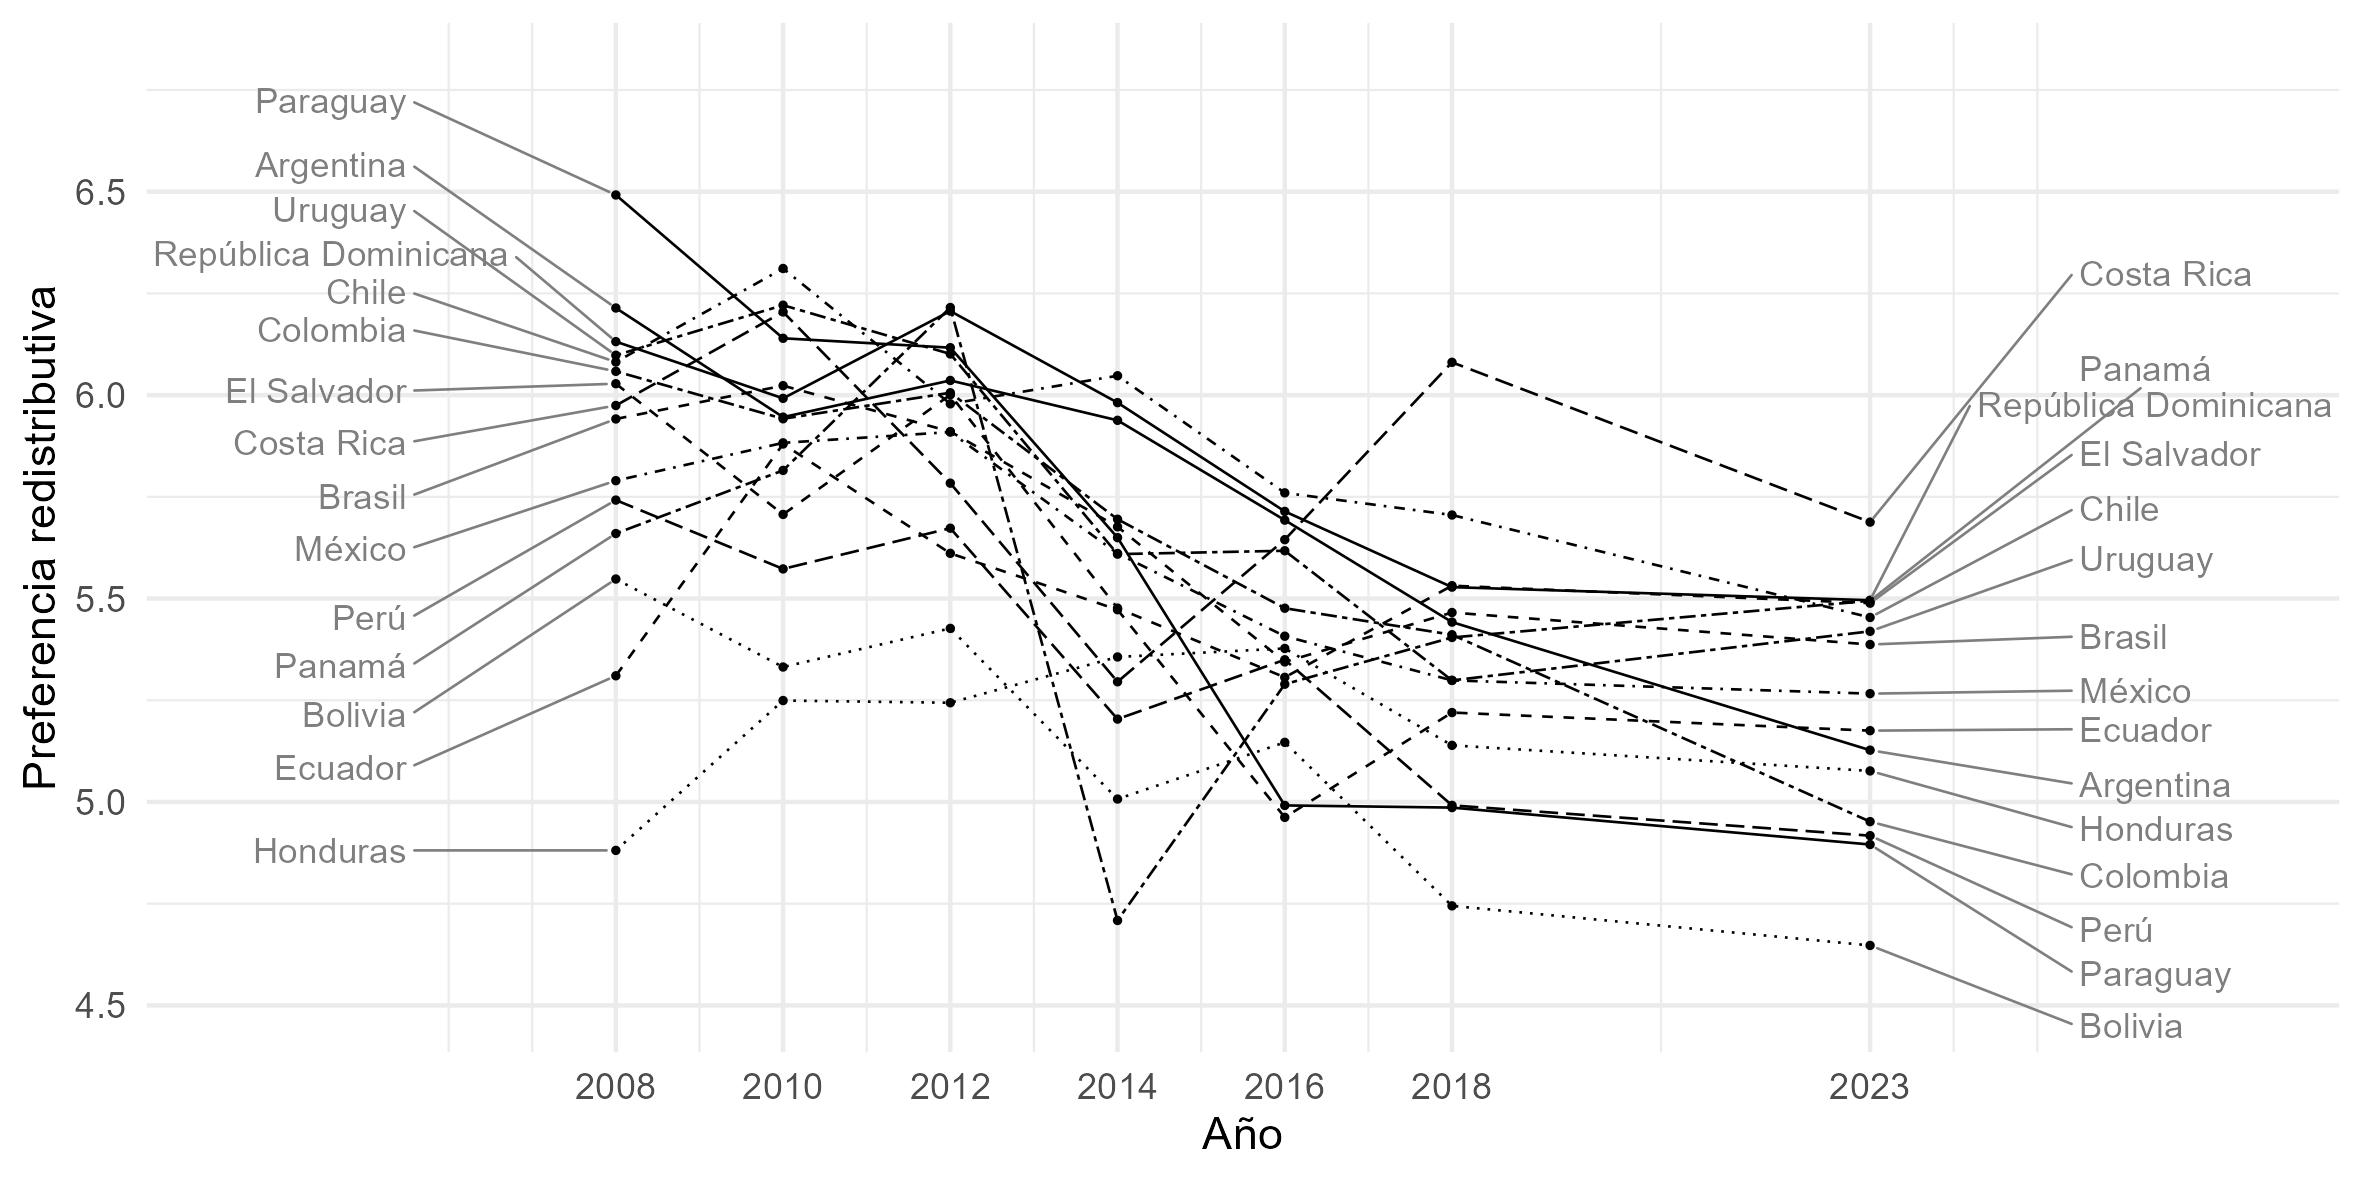 Preferencia redistributiva
6.5
6.0
5.5
5.0
4.5
Paraguay
Argentina
Uruguay
República Dominicana
Chile
Colombia
El Salvador
Costa Rica
Brasil
México
Perú
Panamá
Bolivia
Ecuador
Honduras
Costa Rica
Panamá
República Dominicana
El Salvador
Chile
Uruguay
Brasil
México
Ecuador
Argentina
Honduras
Colombia
Perú
Paraguay
Bolivia
2008 2010 2012 2014 2016 2018 2023
Año